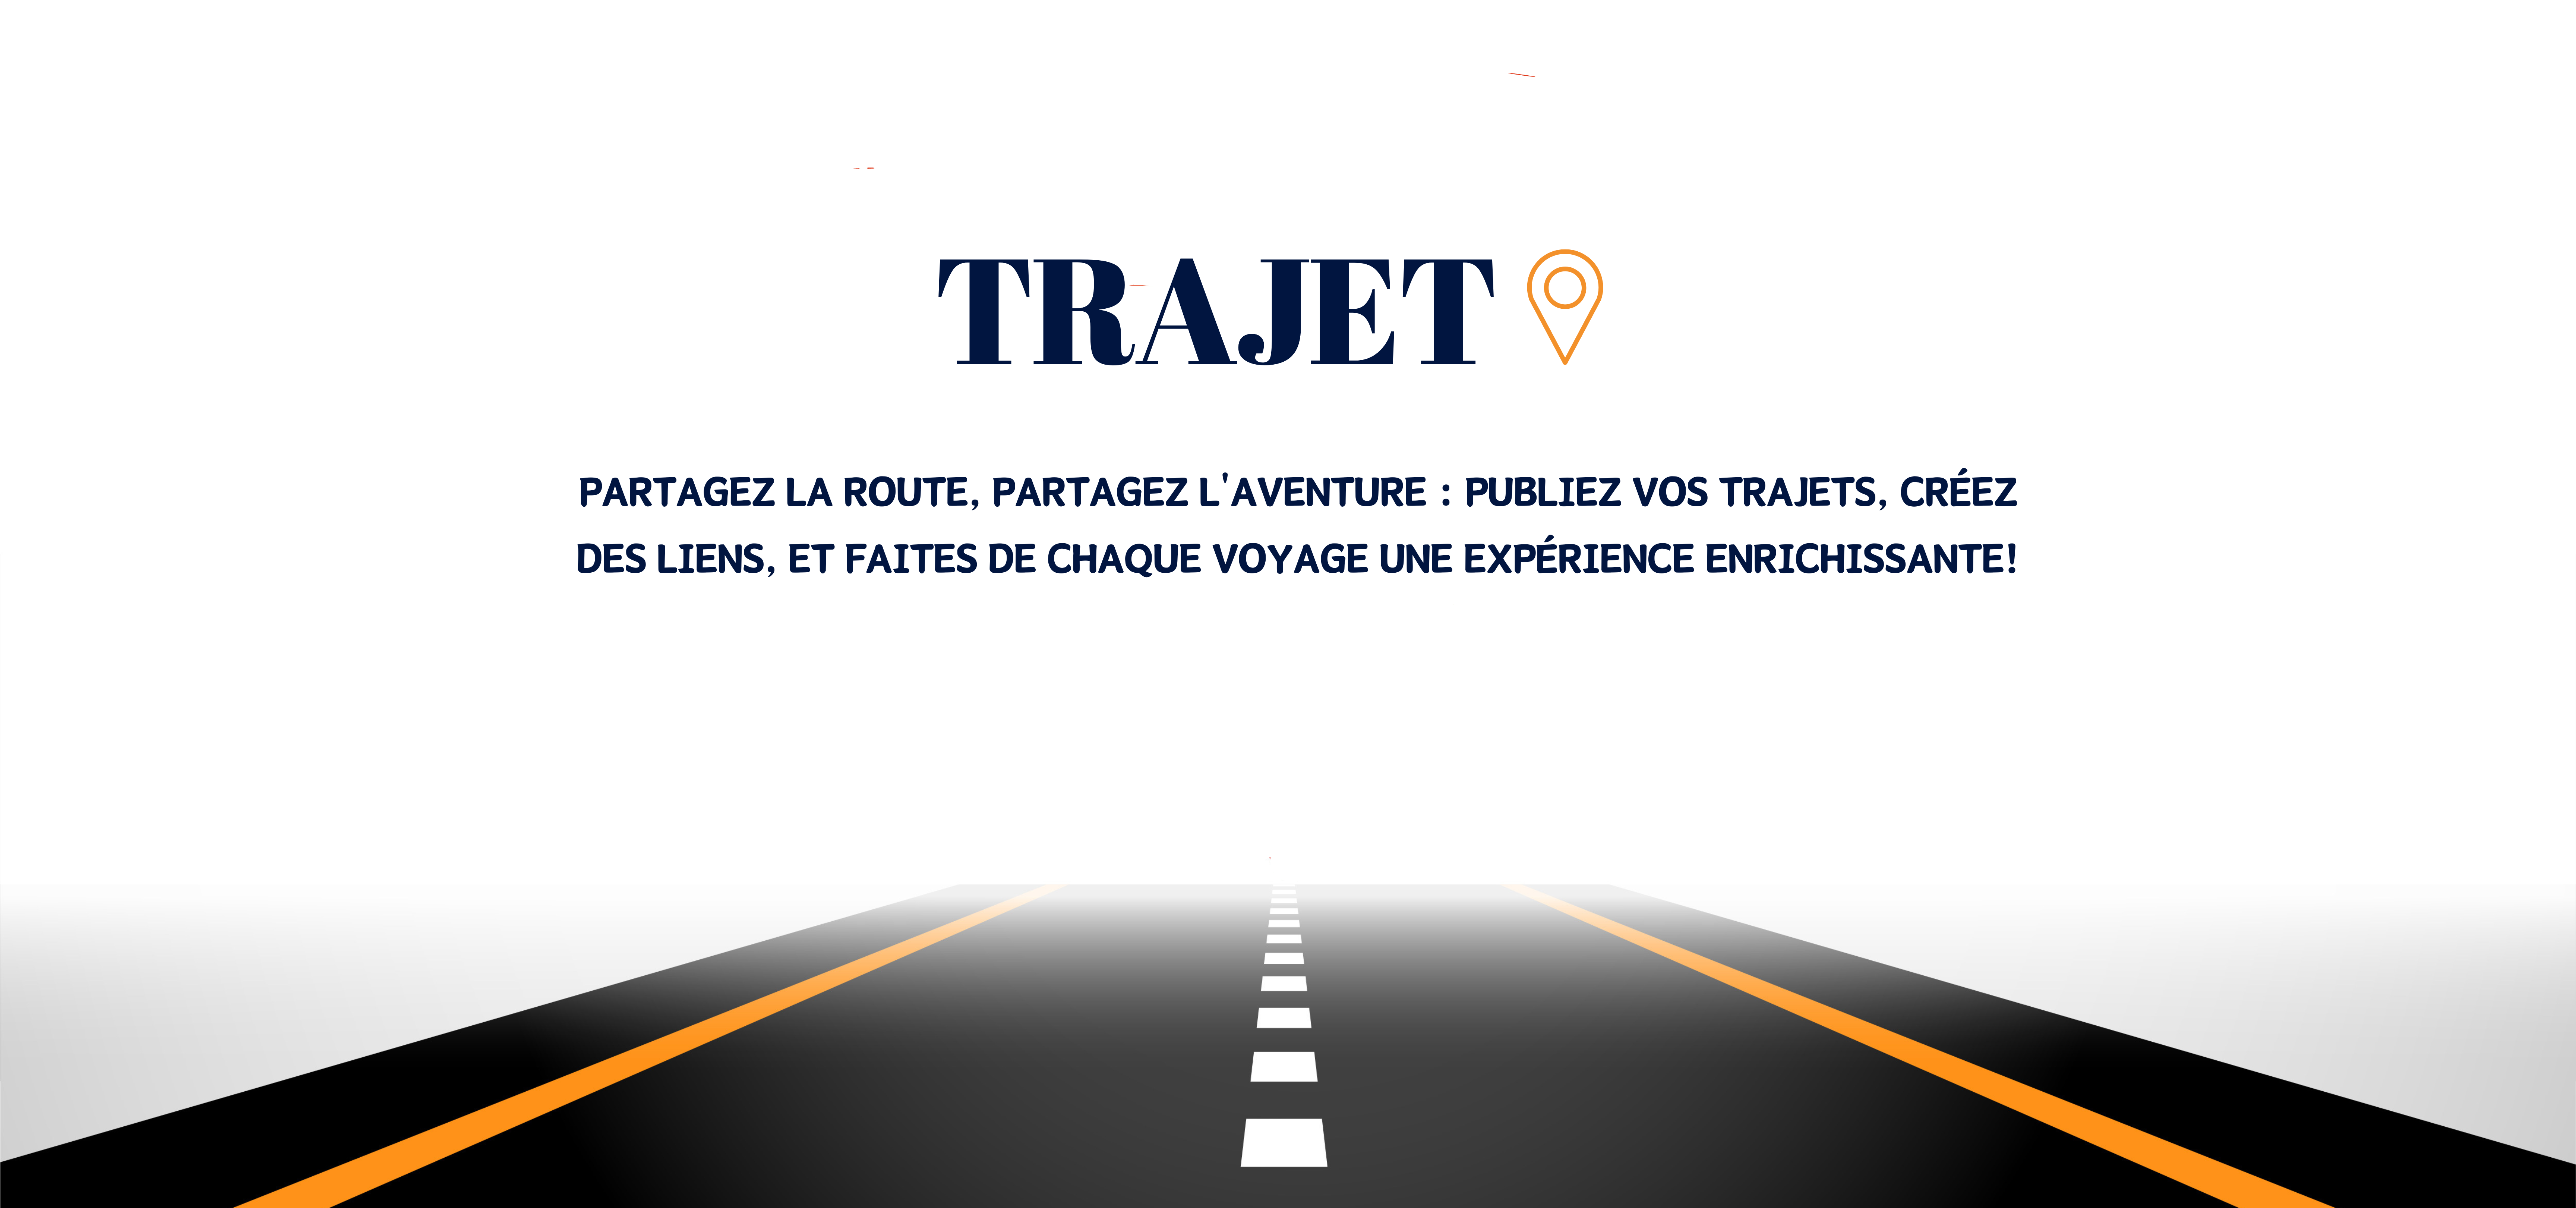 TRAJET
PARTAGEZ LA ROUTE, PARTAGEZ L'AVENTURE : PUBLIEZ VOS TRAJETS, CRÉEZ
DES LIENS, ET FAITES DE CHAQUE VOYAGE UNE EXPÉRIENCE ENRICHISSANTE!